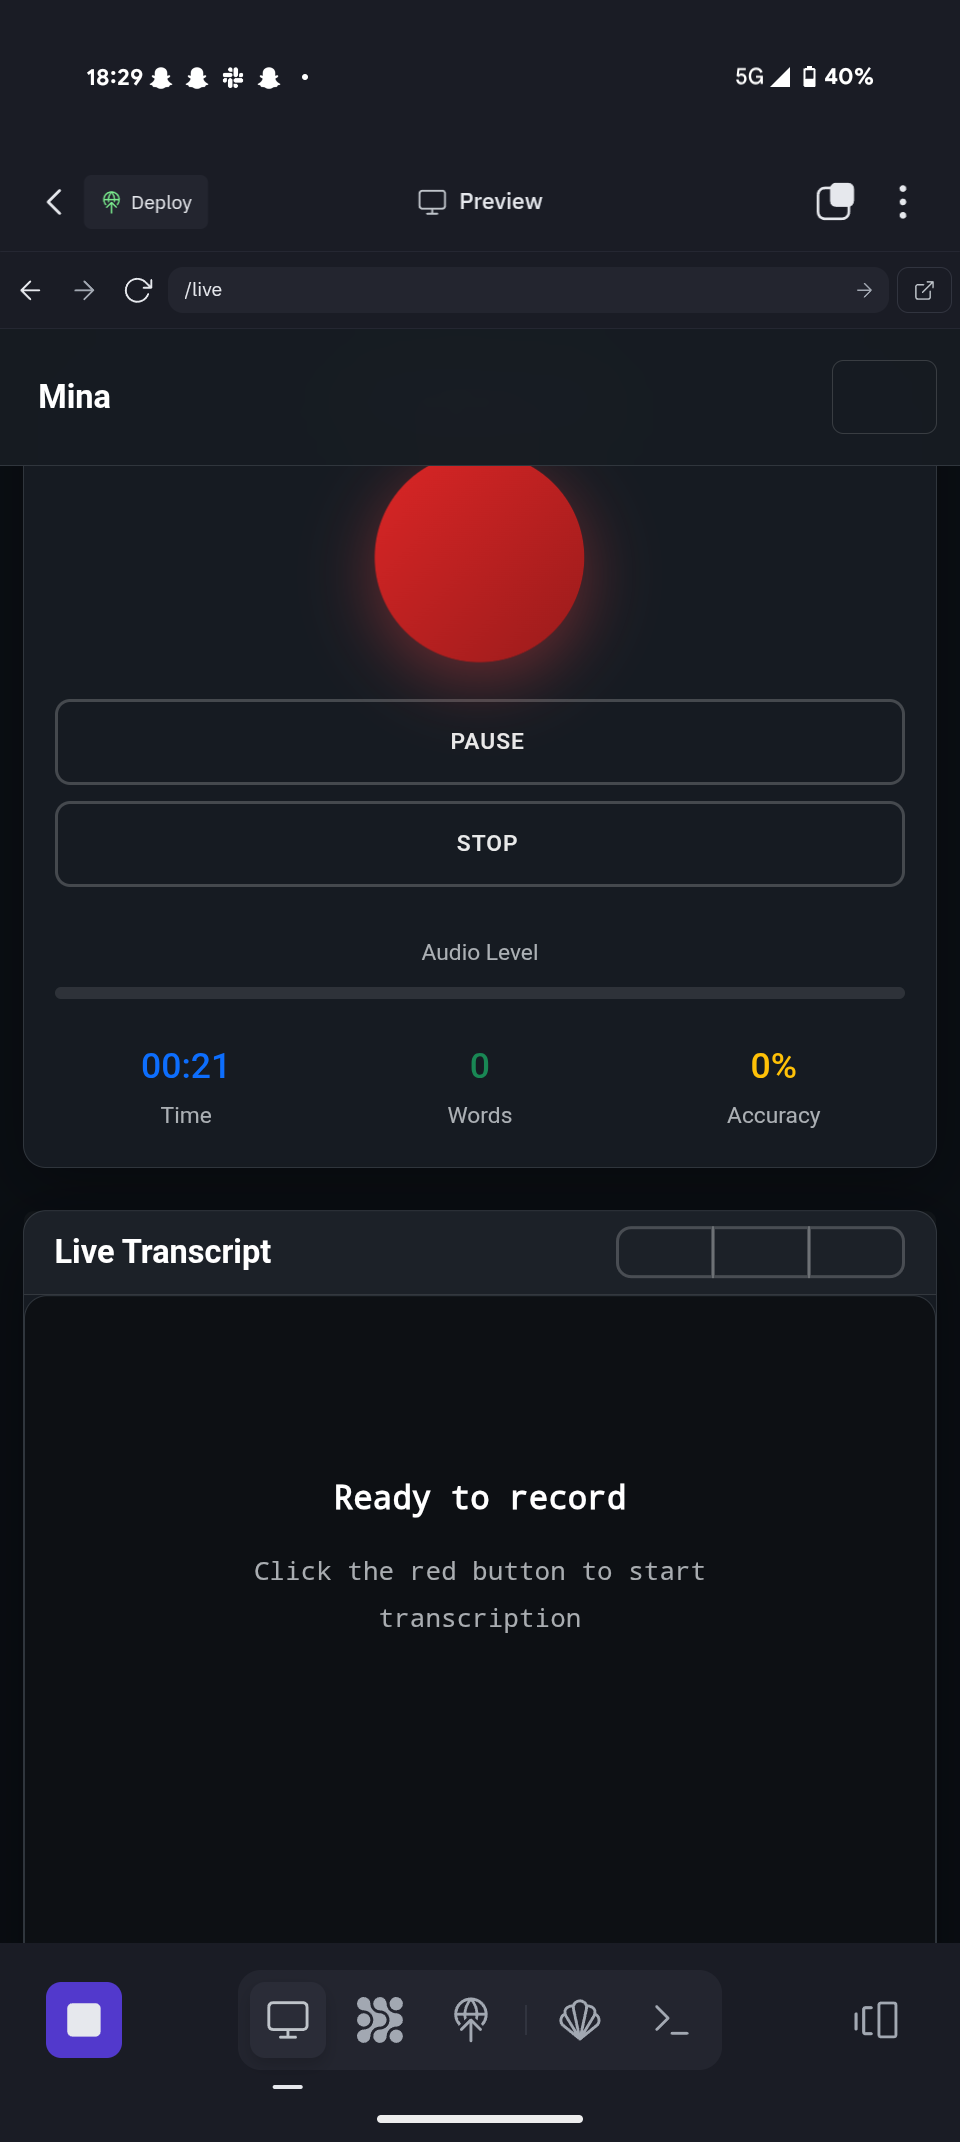 18:29
5G
40%
Deploy
Preview
/live
Mina
PAUSE
STOP
Audio Level
00:21
0
0%
Time
Words
Accuracy
Live Transcript
Ready to record
Click the red button to start
transcription